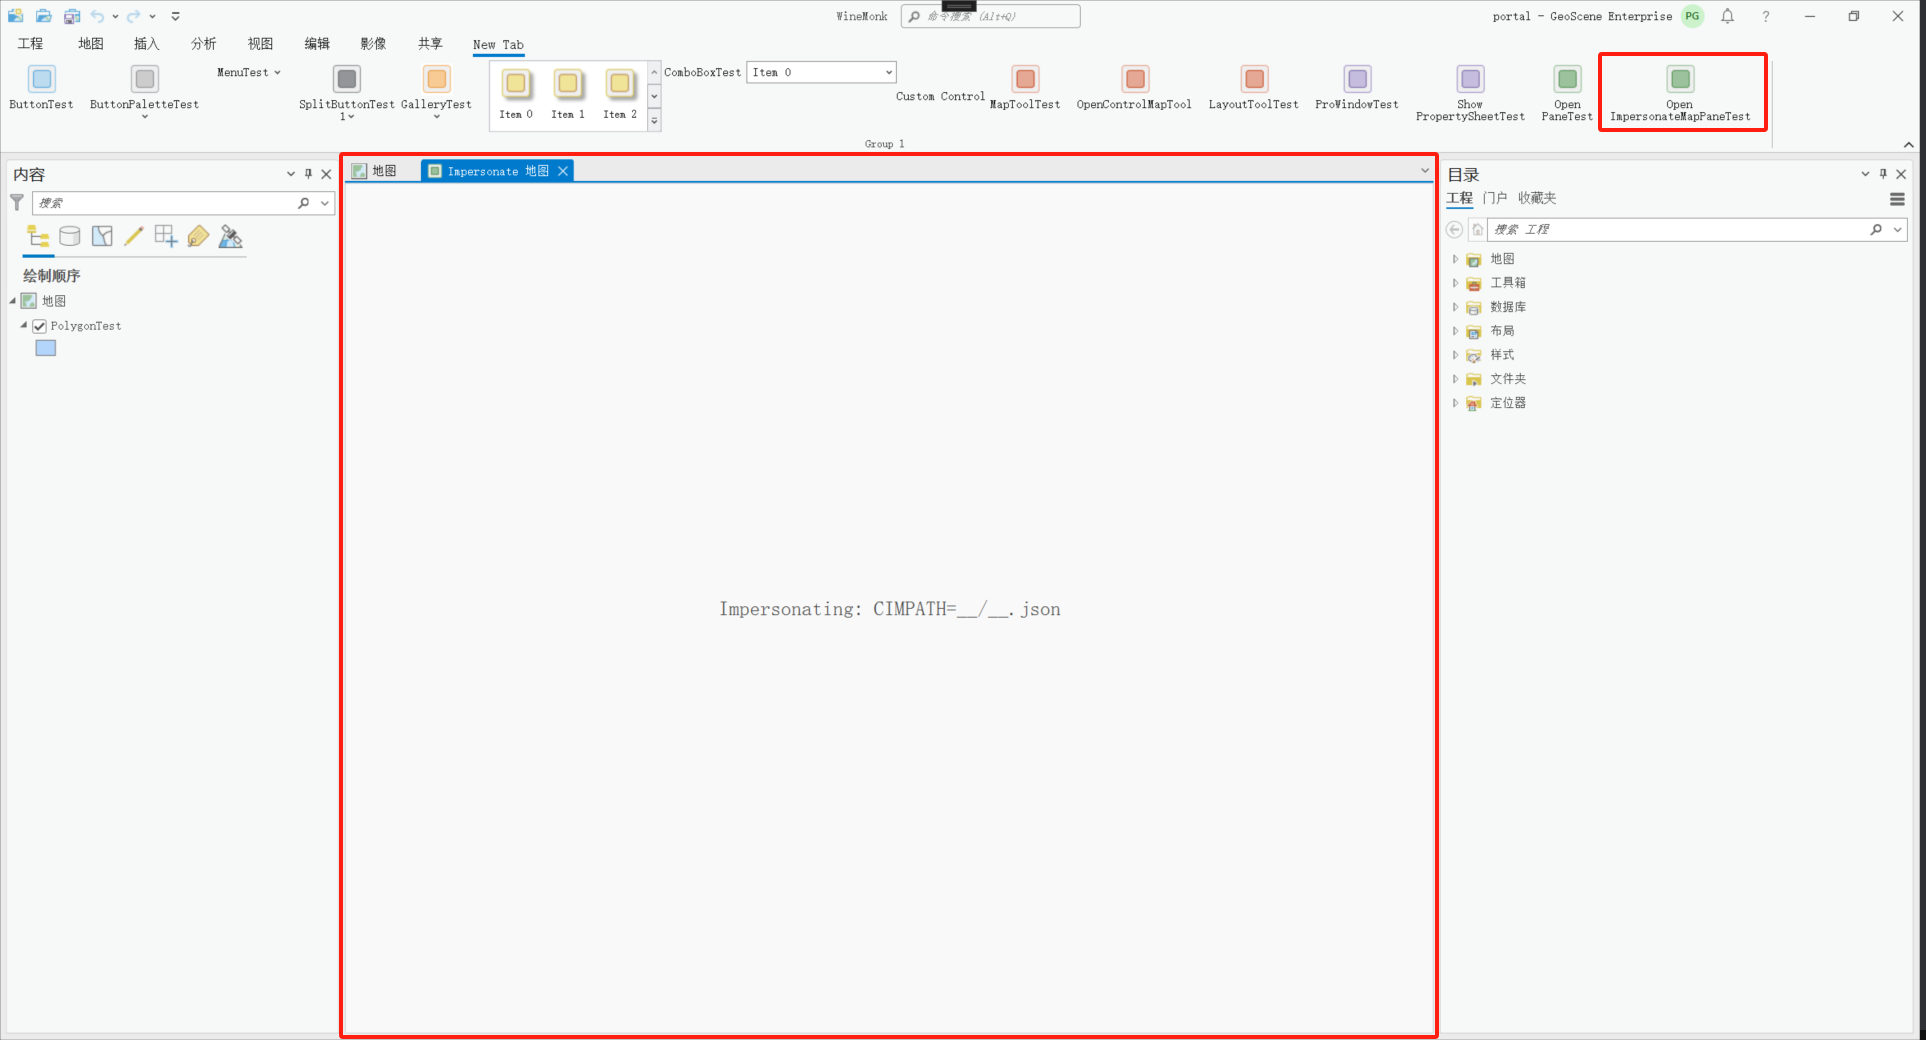 WineMonk
命令搜索 (Alt+Q)
portal - GeoScene Enterprise
PG
?
工程 地图 插入 分析 视图 编辑 影像 共享 New Tab
ButtonTest
ButtonPaletteTest
MenuTest
SplitButtonTest
1
GalleryTest
Item 0 Item 1 Item 2
ComboBoxTest Item 0
Custom Control
MapToolTest
OpenControlMapTool
LayoutToolTest
ProWindowTest
Show
PropertySheetTest
Open
PaneTest
Open
ImpersonateMapPaneTest
Group 1
内容
搜索
绘制顺序
地图
PolygonTest
地图
Impersonate 地图
Impersonating: CIMPATH=__/__.json
目录
工程 门户 收藏夹
搜索 工程
地图
工具箱
数据库
布局
样式
文件夹
定位器